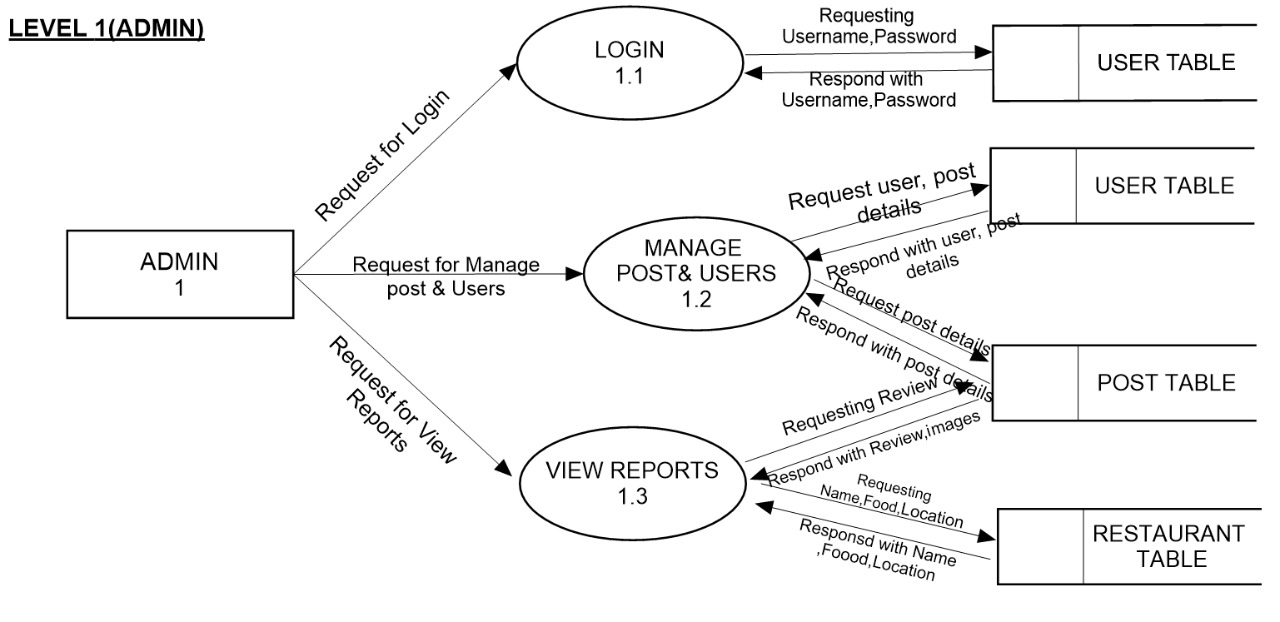 LEVEL 1(ADMIN)
Requesting
Username,Password
LOGIN
1.1
USER TABLE
Respond with
Username,Password
Request for Login
Request user, post
details
USER TABLE
Respond with user, post
details
ADMIN
1
Request for Manage
post & Users
MANAGE
POST& USERS
1.2
Request post details
Respond with post details
POST TABLE
Request for View
Reports
Requesting Review
Respond with Review,images
VIEW REPORTS
1.3
Requesting
Name,Food,Location
Responsd with Name
,Foood,Location
RESTAURANT
TABLE